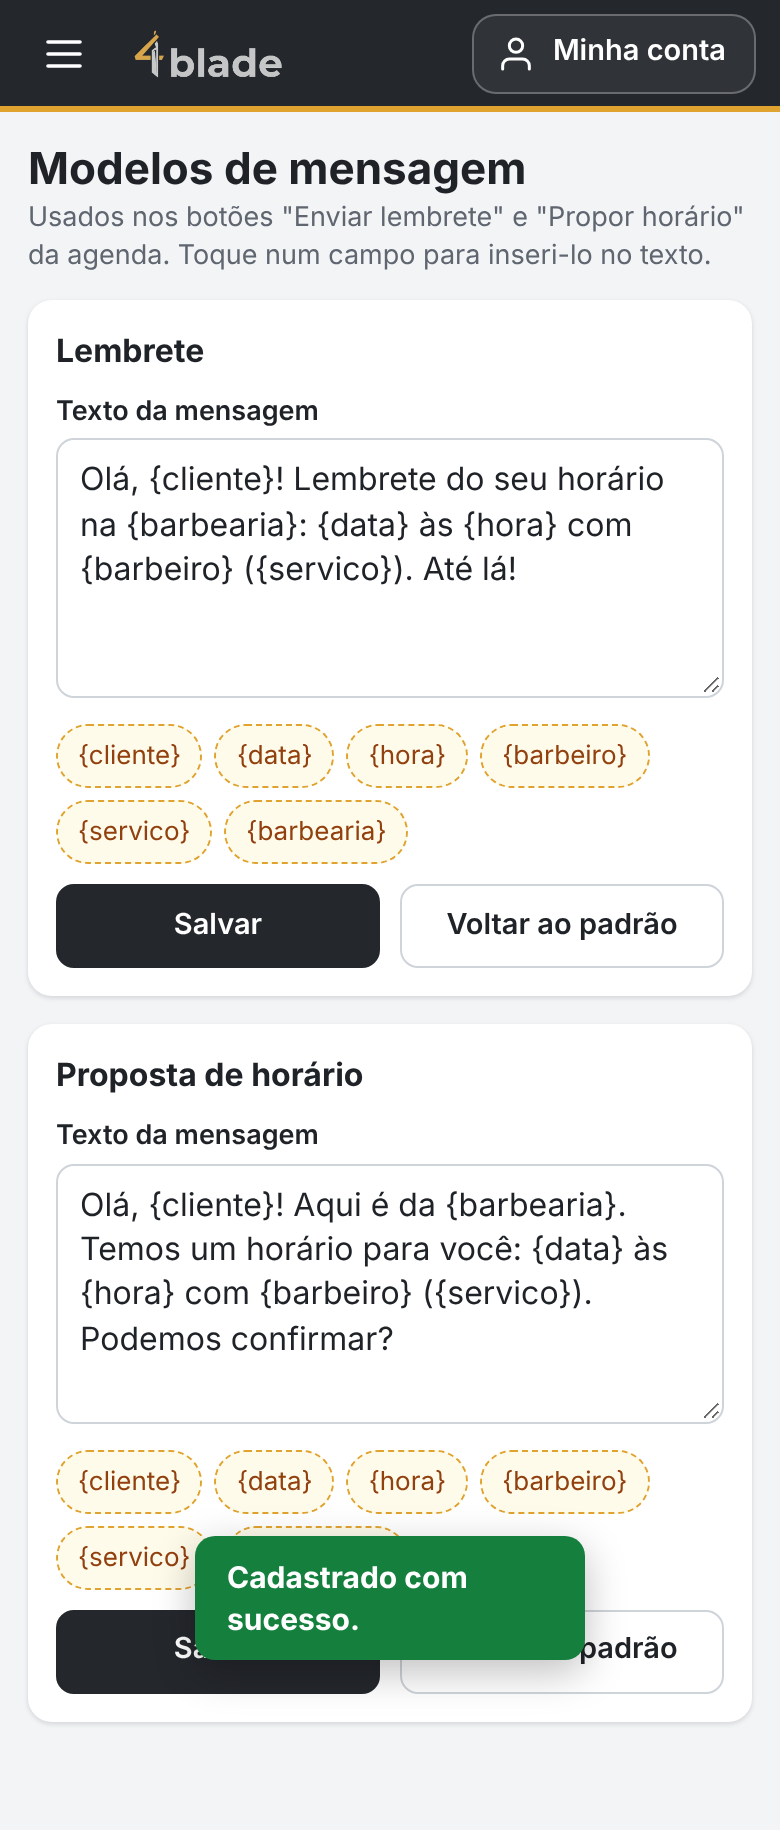 4blade
Minha conta
Modelos de mensagem
Usados nos botões "Enviar lembrete" e "Propor horário"
da agenda. Toque num campo para inseri-lo no texto.
Lembrete
Texto da mensagem
Olá, {cliente}! Lembrete do seu horário
na {barbearia}: {data} às {hora} com
{barbeiro} ({servico}). Até lá!
{cliente} {data} {hora} {barbeiro}
{servico} {barbearia}
Salvar Voltar ao padrão
Proposta de horário
Texto da mensagem
Olá, {cliente}! Aqui é da {barbearia}.
Temos um horário para você: {data} às
{hora} com {barbeiro} ({servico}).
Podemos confirmar?
{cliente} {data} {hora} {barbeiro}
{servico}
Cadastrado com
sucesso.
padrão